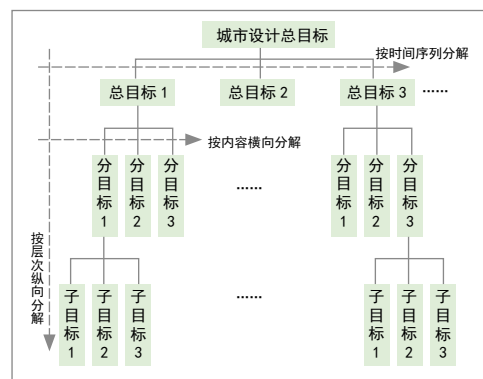 城市设计总目标
按时间序列分解
总目标 1
总目标 2
总目标 3
……
按内容横向分解
分目标1
分目标2
分目标3
……
分目标1
分目标2
分目标3
按层次纵向分解
子目标1
子目标2
子目标3
……
子目标1
子目标2
子目标3